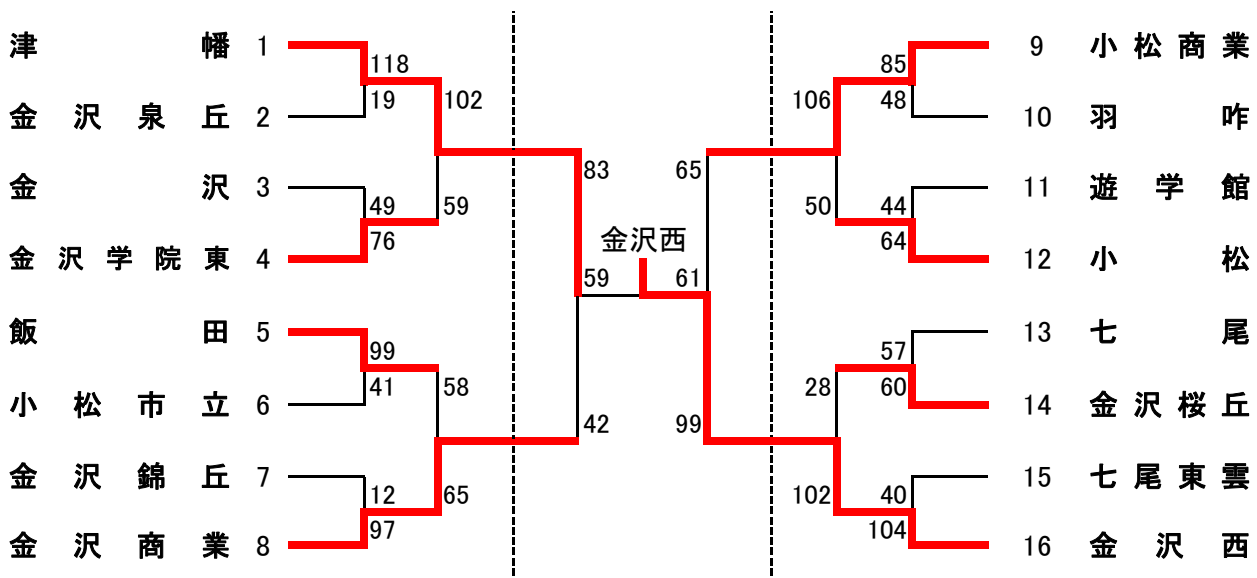 津幡 1 118 9 小松商業
85
19 102 106 48
金沢泉丘 2 10 羽咋
83 65
金沢 3 11 遊学館
49 59 50 44
76 64
金沢学院東 4 金沢西 12 小松
59 61
飯田 5 13 七尾
99 57
41 58 28 60
小松市立 6 42 99 14 金沢桜丘
金沢錦丘 7 15 七尾東雲
12 65 102 40
97 104
金沢商業 8 16 金沢西